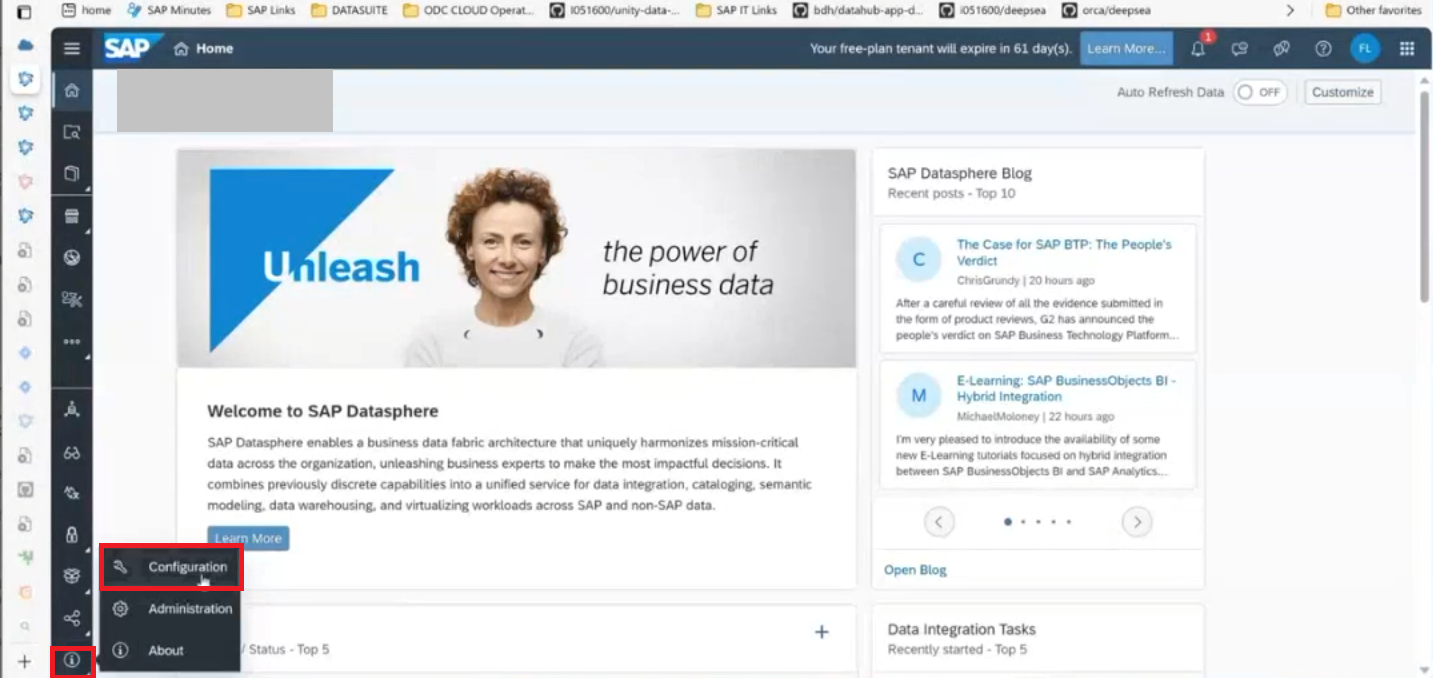 home
SAP Minutes
SAP Links
DATASUITE
ODC CLOUD Operat...
I051600/unity-data-...
SAP IT Links
bdh/datahub-app-d...
i051600/deepsea
orca/deepsea
Other favorites
SAP
Home
Your free-plan tenant will expire in 61 day(s).
Learn More...
1
FL
Auto Refresh Data
OFF
Customize
Unleash
the power of
business data
SAP Datasphere Blog
Recent posts - Top 10
C
The Case for SAP BTP: The People's
Verdict
ChrisGrundy | 20 hours ago
After a careful review of all the evidence submitted in
the form of product reviews, G2 has announced the
people's verdict on SAP Business Technology Platform...
M
E-Learning: SAP BusinessObjects BI -
Hybrid Integration
MichaelMoloney | 22 hours ago
I'm very pleased to introduce the availability of some
new E-Learning tutorials focused on hybrid integration
between SAP BusinessObjects BI and SAP Analytics...
Open Blog
Welcome to SAP Datasphere
SAP Datasphere enables a business data fabric architecture that uniquely harmonizes mission-critical
data across the organization, unleashing business experts to make the most impactful decisions. It
combines previously discrete capabilities into a unified service for data integration, cataloging, semantic
modeling, data warehousing, and virtualizing workloads across SAP and non-SAP data.
Learn More
Configuration
Administration
About
/ Status - Top 5
Data Integration Tasks
Recently started - Top 5